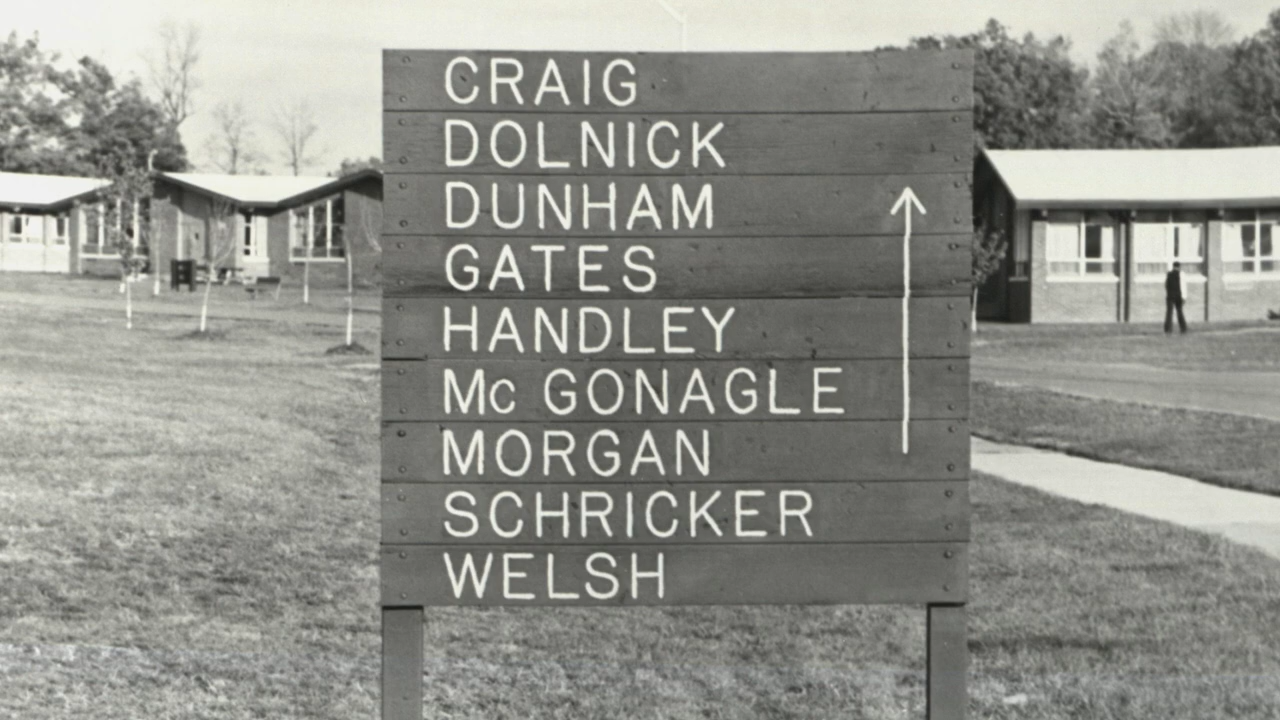 CRAIG
DOLNICK
DUNHAM
GATES
HANDLEY
Mc GONAGLE
MORGAN
SCHRICKER
WELSH